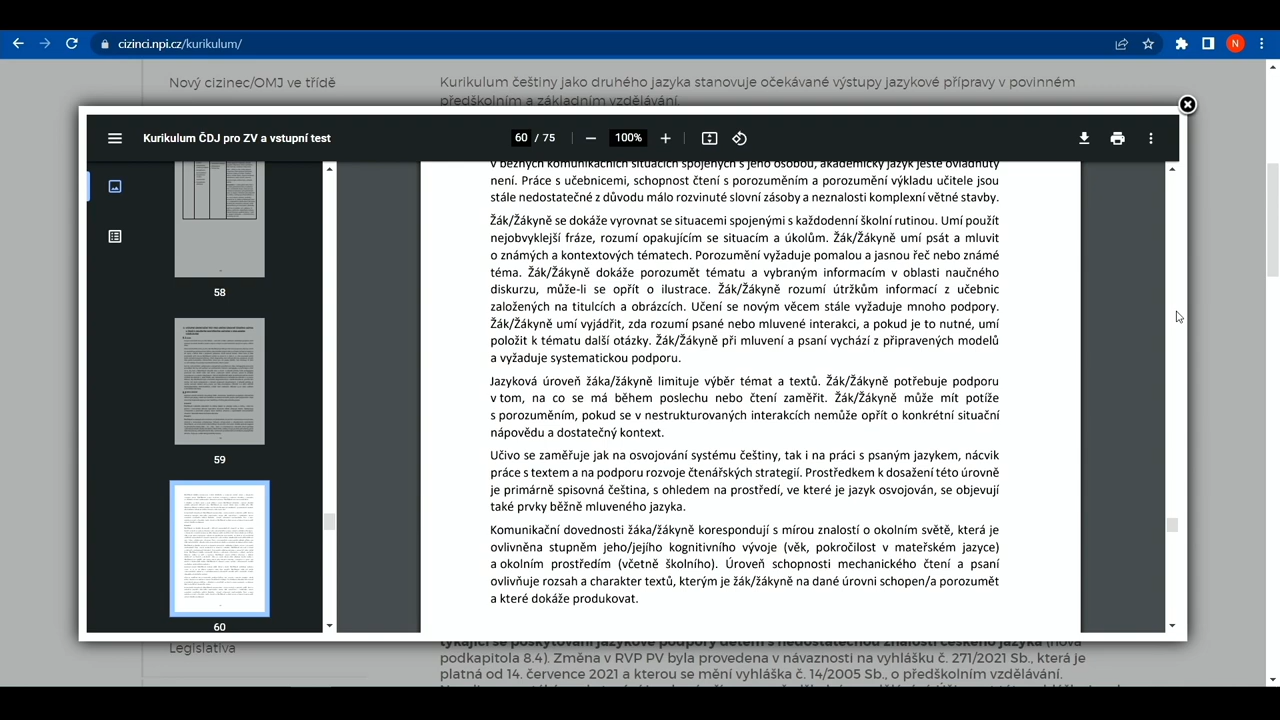 cizinci.npi.cz/kurikulum/
N
Nový cizinec/OMJ ve třídě
Kurikulum češtiny jako druhého jazyka stanovuje očekávané výstupy jazykové přípravy v povinném
předškolním a základním vzdělávání.
Kurikulum ČDJ pro ZV a vstupní test
60 / 75
100%
58
59
60
v běžných komunikačních situacích spojených s jeho osobou, akademický jazyk ještě ovládnutý
není. Práce s učebnicemi, schopnost čtení s porozuměním a porozumění výkladu učitele jsou
stále nedostatečné z důvodu málo rozvinuté slovní zásoby a neznalosti komplexní větné stavby.
Žák/Žákyně se dokáže vyrovnat se situacemi spojenými s každodenní školní rutinou. Umí použít
nejobvyklejší fráze, rozumí opakujícím se situacím a úkolům. Žák/Žákyně umí psát a mluvit
o známých a kontextových tématech. Porozumění vyžaduje pomalou a jasnou řeč nebo známé
téma. Žák/Žákyně dokáže porozumět tématu a vybraným informacím v oblasti naučného
diskurzu, může-li se opřít o ilustrace. Žák/Žákyně rozumí útržkům informací z učebnic
založených na titulcích a obrázcích. Učení se novým věcem stále vyžaduje mnoho podpory.
Žák/Žákyně umí vyjádřit, zda rozumí psané nebo mluvené interakci, a pokud je to nutné, umí
položit k tématu další otázky. Žák/Žákyně při mluvení a psaní vychází z připravených modelů
a vyžaduje systematickou podporu.
Jazyková úroveň žáka/žákyně limituje výběr témat a textů. Žák/Žákyně potřebuje podporu
v tom, na co se má během poslechu nebo čtení zaměřit. Žák/Žákyně může mít potíže
s porozuměním, pokud se v nestrukturovaných interakcích nemůže opřít o konkrétní situační
nápovědu a dostatečný kontext.
Učivo se zaměřuje jak na osvojování systému češtiny, tak i na práci s psaným jazykem, nácvik
práce s textem a na podporu rozvoje čtenářských strategií. Prostředkem k dosažení této úrovně
je primárně spisovná čeština, s ohledem na prostředí, ve které je jazyk osvojován, se objevují
také prvky běžně mluveného jazyka.
Komunikační schopnosti žáka/žákyně korespondují s mírou znalostí o okolním světě, která je
ovlivněna stupněm jeho/jejího kognitivního vývoje (věk, pokročilost v mateřském jazyce)
a sociálním prostředím (včetně školního). Úroveň schopnosti mechanického čtení a psaní
ovlivňuje rozsah a charakter textu, kterým je žák/žákyně na dané úrovni schopen/a porozumět
a které dokáže produkovat.
Legislativa
týkající se poskytování jazykové podpory dětem s nedostatečnou znalostí českého jazyka (nová
podkapitola 8.4). Změna v RVP PV byla provedena v návaznosti na vyhlášku č. 271/2021 Sb., která je
platná od 14. července 2021 a kterou se mění vyhláška č. 14/2005 Sb., o předškolním vzdělávání.